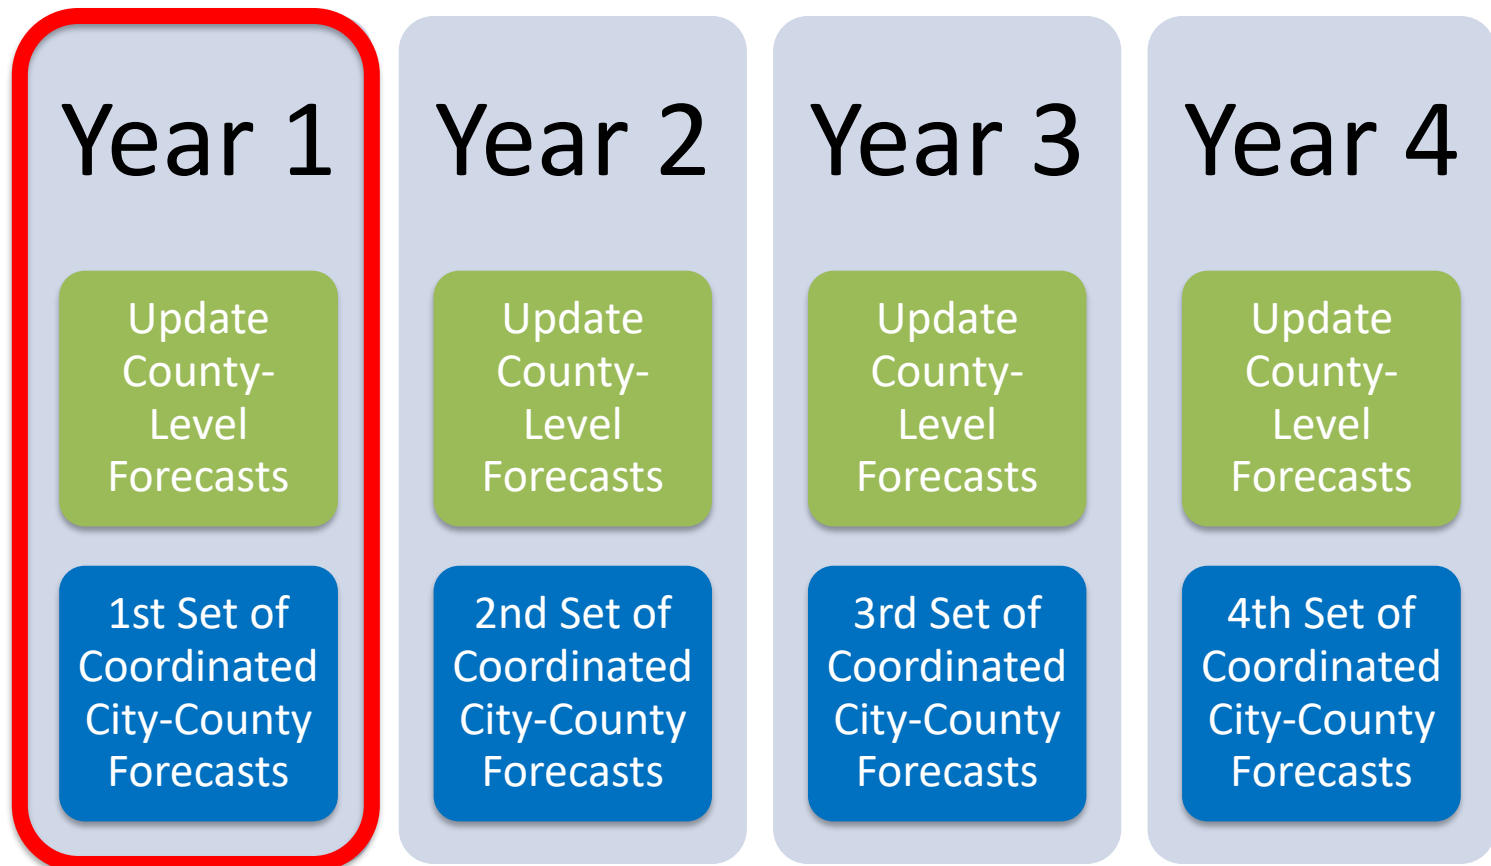 Year 1
Update
County-
Level
Forecasts
1st Set of
Coordinated
City-County
Forecasts
Year 2
Update
County-
Level
Forecasts
2nd Set of
Coordinated
City-County
Forecasts
Year 3
Update
County-
Level
Forecasts
3rd Set of
Coordinated
City-County
Forecasts
Year 4
Update
County-
Level
Forecasts
4th Set of
Coordinated
City-County
Forecasts